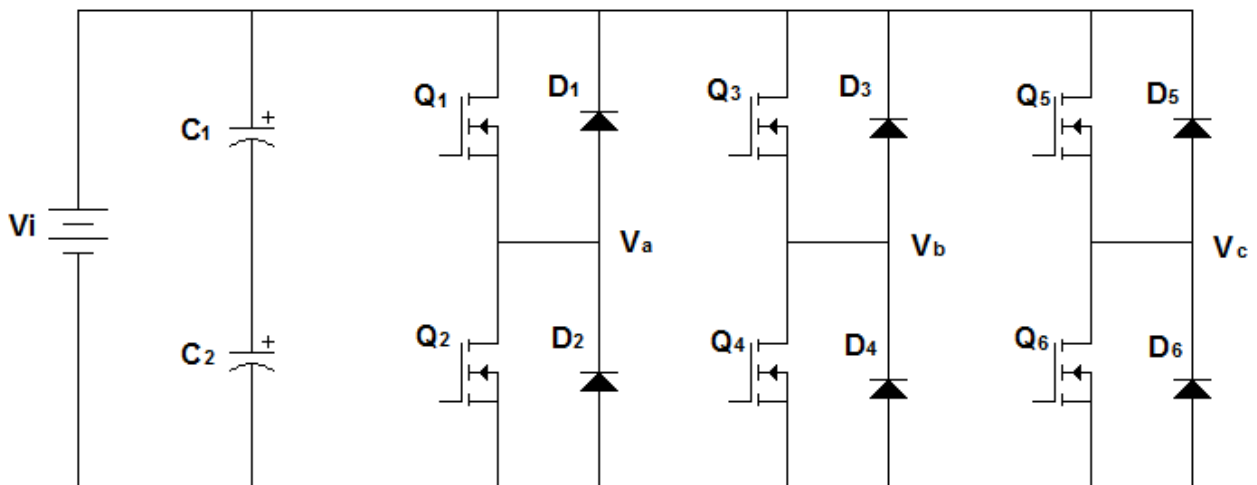 Q1 D1 Q3 D3 Q5 D5
C1 + 
Vi Va Vb Vc
C2 + Q2 D2 Q4 D4 Q6 D6